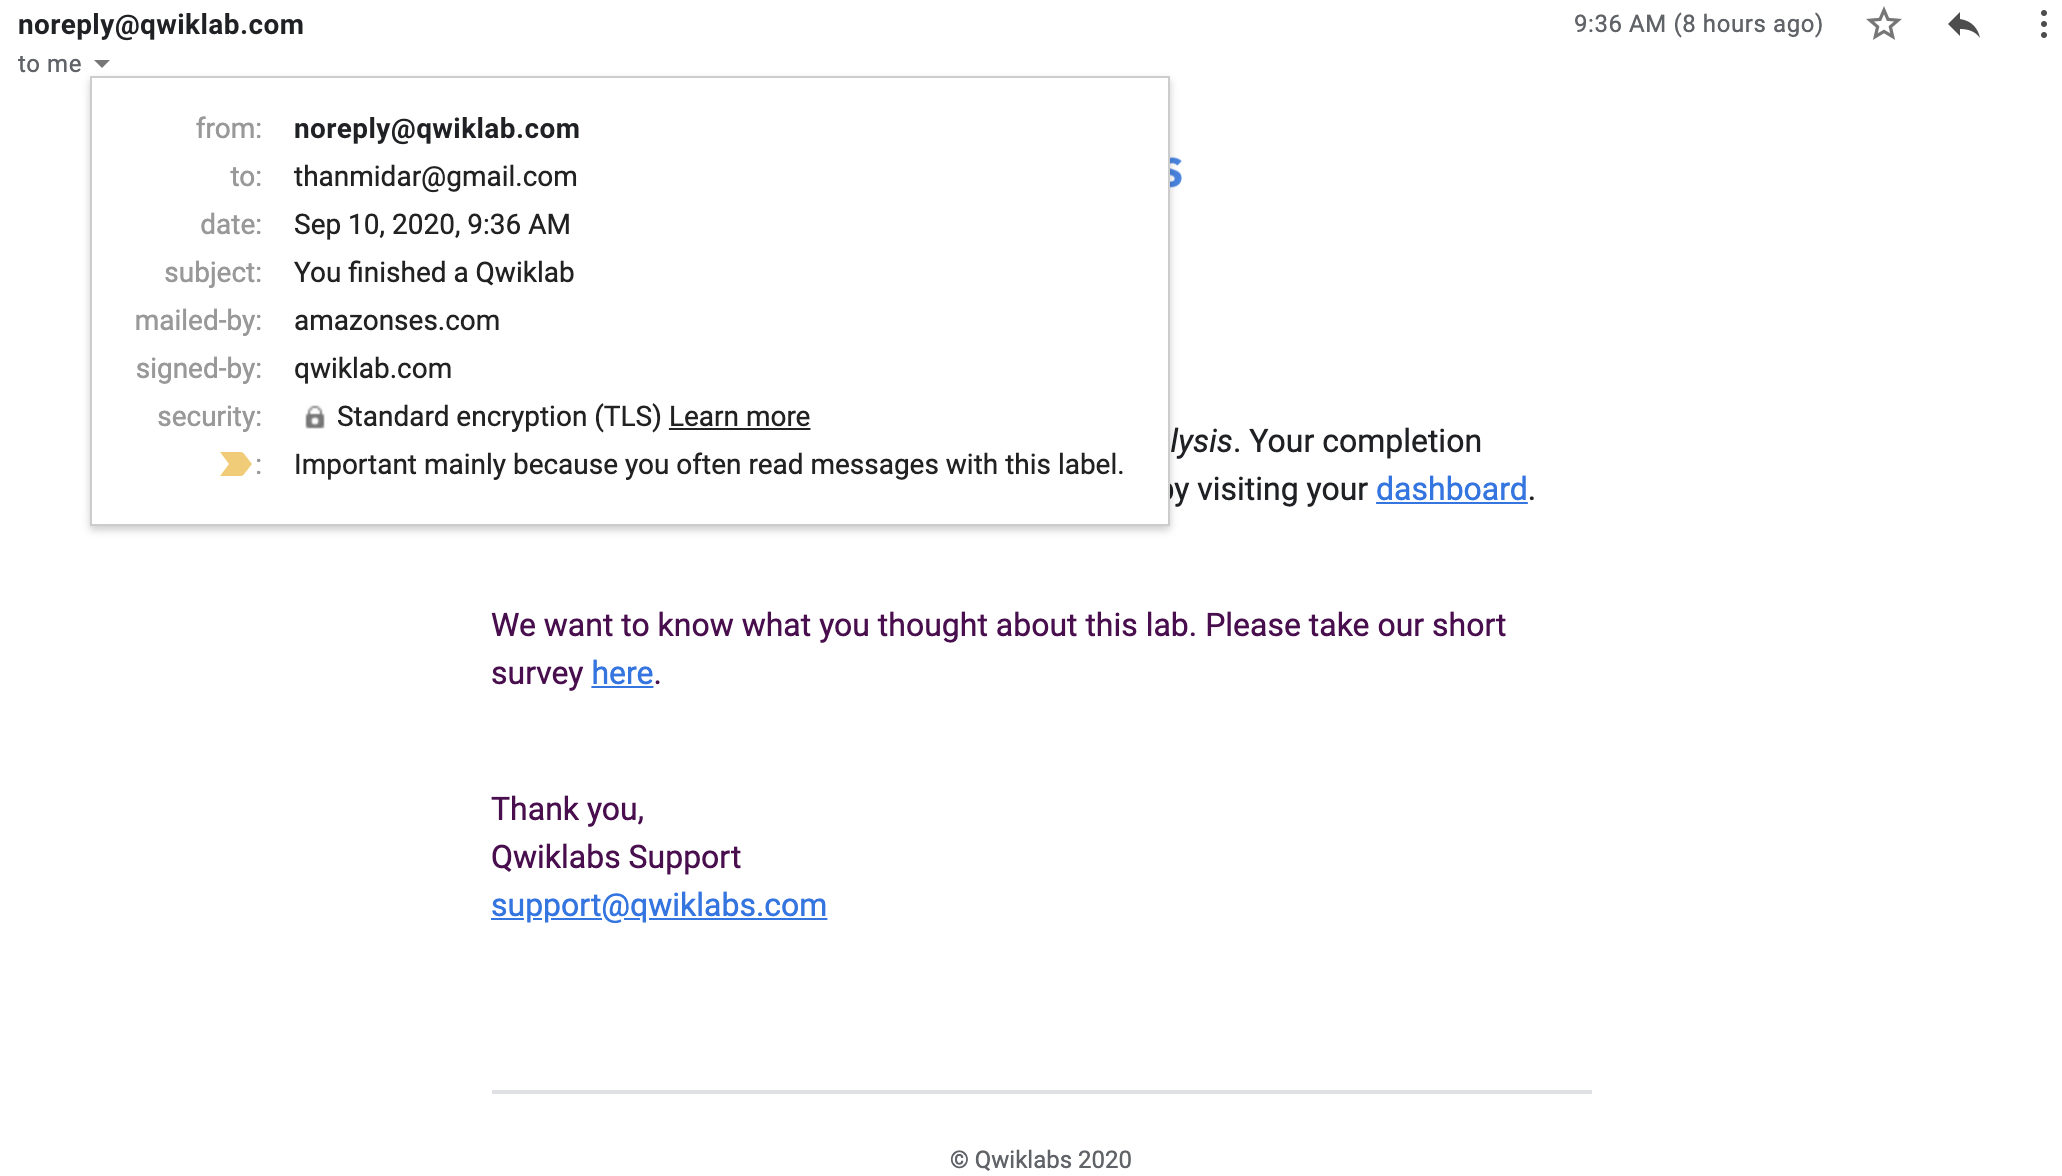 noreply@qwiklab.com
9:36 AM (8 hours ago)
to me
from: noreply@qwiklab.com
to: thanmidar@gmail.com
date: Sep 10, 2020, 9:36 AM
subject: You finished a Qwiklab
mailed-by: amazonses.com
signed-by: qwiklab.com
security: Standard encryption (TLS) Learn more
: Important mainly because you often read messages with this label.
s
lysis. Your completion
by visiting your dashboard.
We want to know what you thought about this lab. Please take our short
survey here.
Thank you,
Qwiklabs Support
support@qwiklabs.com
© Qwiklabs 2020